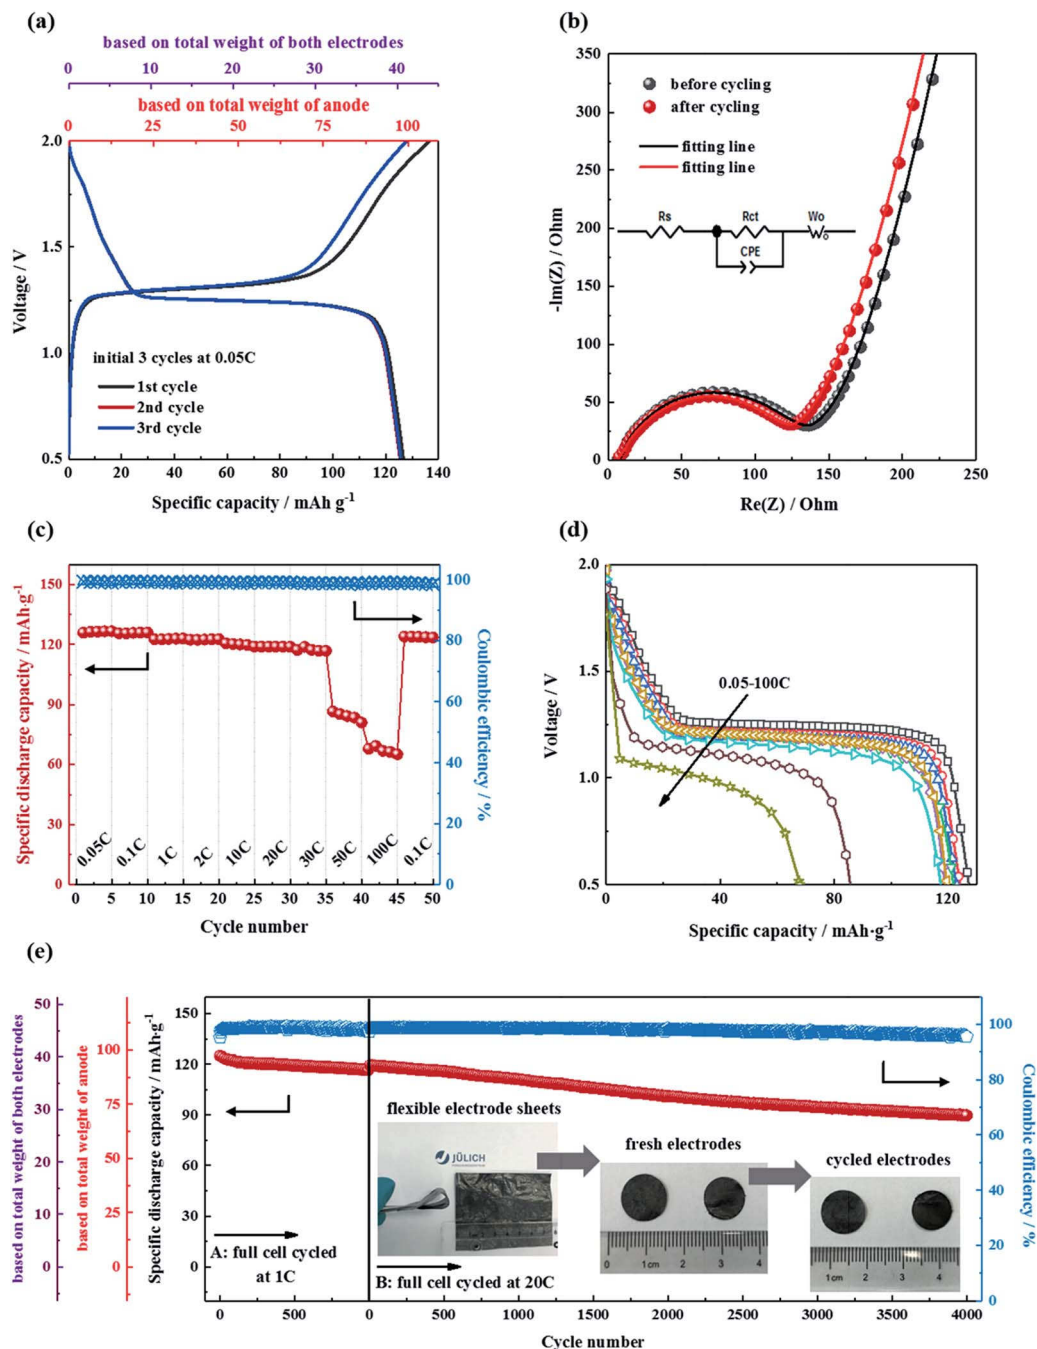 (a)
based on total weight of both electrodes
0 10 20 30 40
based on total weight of anode
0 25 50 75 100
2.0
1.5
1.0
0.5
Voltage / V
initial 3 cycles at 0.05C
1st cycle
2nd cycle
3rd cycle
0 20 40 60 80 100 120 140
Specific capacity / mAh g⁻¹
(b)
350
300
250
200
150
100
50
0
-Im(Z) / Ohm
before cycling
after cycling
fitting line
fitting line
Rs Rct Wo
CPE
0 50 100 150 200 250
Re(Z) / Ohm
(c)
150
120
90
60
30
0
Specific discharge capacity / mAh·g⁻¹
100
80
60
40
20
0
Coulombic efficiency / %
0.05C 0.1C 1C 2C 10C 20C 30C 50C 100C 0.1C
0 5 10 15 20 25 30 35 40 45 50
Cycle number
(d)
2.0
1.5
1.0
0.5
Voltage / V
0.05-100C
0 40 80 120
Specific capacity / mAh·g⁻¹
(e)
based on total weight of both electrodes
50
40
30
20
10
0
based on total weight of anode
100
75
50
25
0
Specific discharge capacity / mAh·g⁻¹
150
120
90
60
30
0
100
80
60
40
20
0
Coulombic efficiency / %
flexible electrode sheets
JÜLICH
fresh electrodes
0 1cm 2 3 4
cycled electrodes
1cm 2 3 4
A: full cell cycled
at 1C
B: full cell cycled at 20C
0 500 0 500 1000 1500 2000 2500 3000 3500 4000
Cycle number